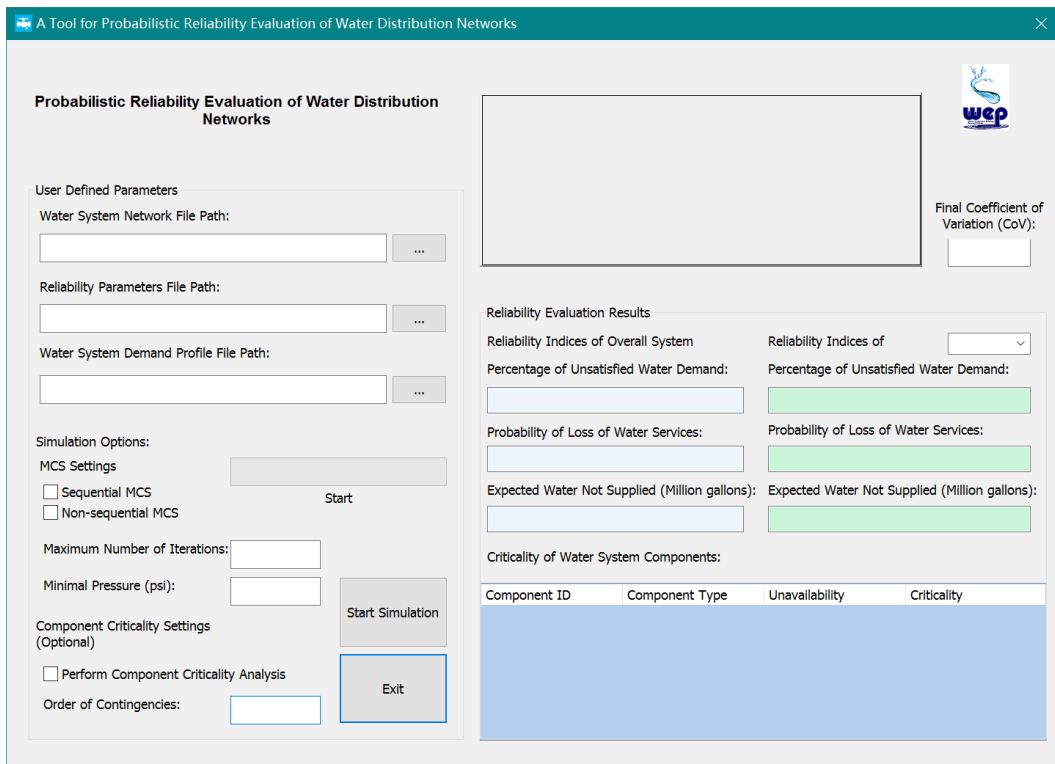 A Tool for Probabilistic Reliability Evaluation of Water Distribution Networks
Probabilistic Reliability Evaluation of Water Distribution
Networks
wep
User Defined Parameters
Water System Network File Path:
...
Reliability Parameters File Path:
...
Water System Demand Profile File Path:
...
Simulation Options:
MCS Settings
Sequential MCS
Non-sequential MCS
Start
Maximum Number of Iterations:
Minimal Pressure (psi):
Start Simulation
Component Criticality Settings
(Optional)
Perform Component Criticality Analysis
Exit
Order of Contingencies:
Final Coefficient of
Variation (CoV):
Reliability Evaluation Results
Reliability Indices of Overall System
Reliability Indices of
Percentage of Unsatisfied Water Demand:
Percentage of Unsatisfied Water Demand:
Probability of Loss of Water Services:
Probability of Loss of Water Services:
Expected Water Not Supplied (Million gallons):
Expected Water Not Supplied (Million gallons):
Criticality of Water System Components:
Component ID Component Type Unavailability Criticality